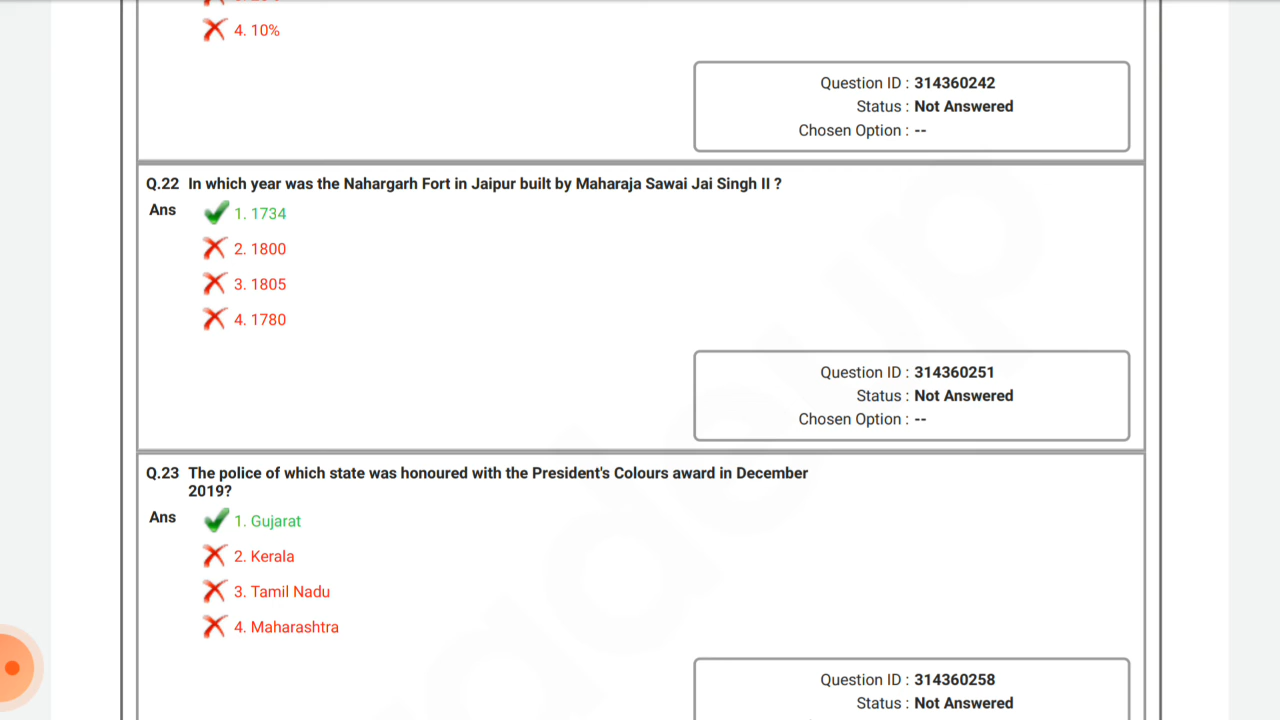 4. 10%
Question ID : 314360242
Status : Not Answered
Chosen Option : --
Q.22 In which year was the Nahargarh Fort in Jaipur built by Maharaja Sawai Jai Singh II ?
Ans 1. 1734
2. 1800
3. 1805
4. 1780
Question ID : 314360251
Status : Not Answered
Chosen Option : --
Q.23 The police of which state was honoured with the President's Colours award in December
2019?
Ans 1. Gujarat
2. Kerala
3. Tamil Nadu
4. Maharashtra
Question ID : 314360258
Status : Not Answered